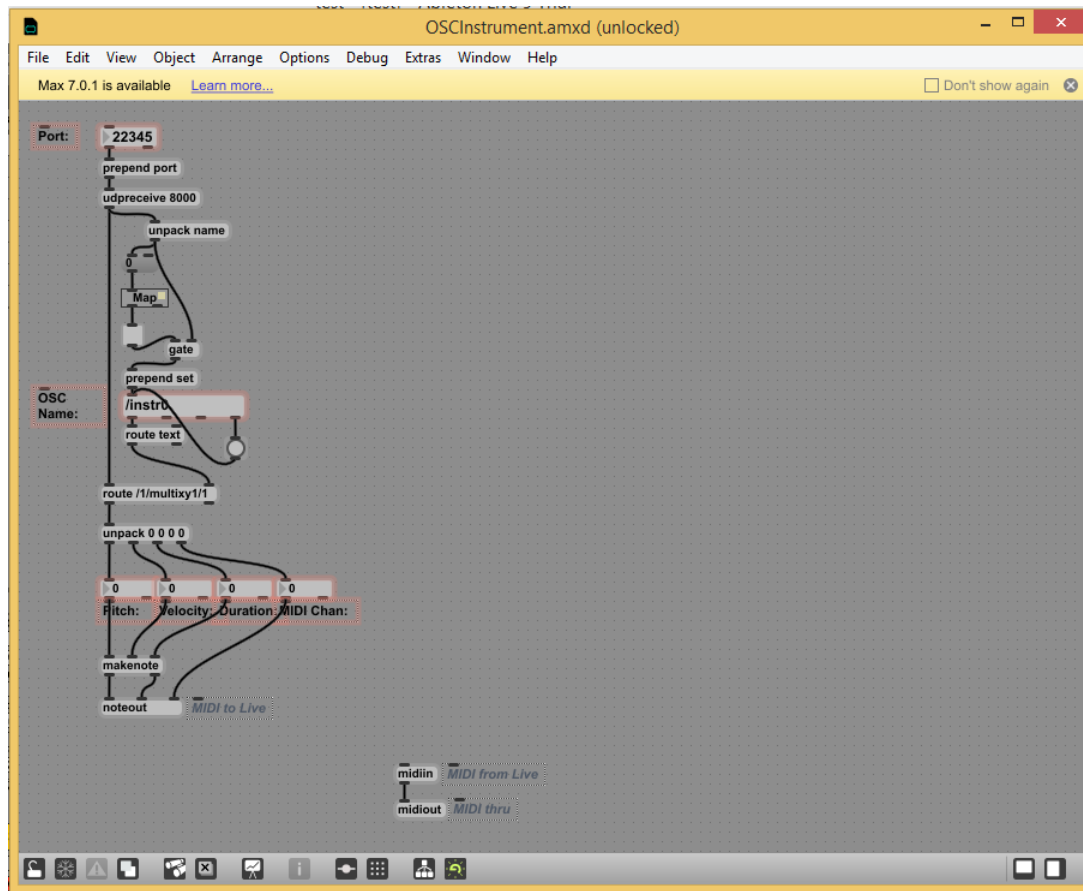 OSCInstrument.amxd (unlocked)
File Edit View Object Arrange Options Debug Extras Window Help
Max 7.0.1 is available Learn more... Don't show again
Port: 22345
prepend port
udpreceive 8000
unpack name
0
Map
gate
prepend set
OSC
Name:
/instr0
route text
route /1/multixy1/1
unpack 0 0 0 0
0 0 0 0
Pitch: Velocity: Duration: MIDI Chan:
makenote
noteout MIDI to Live
midiin MIDI from Live
midiout MIDI thru